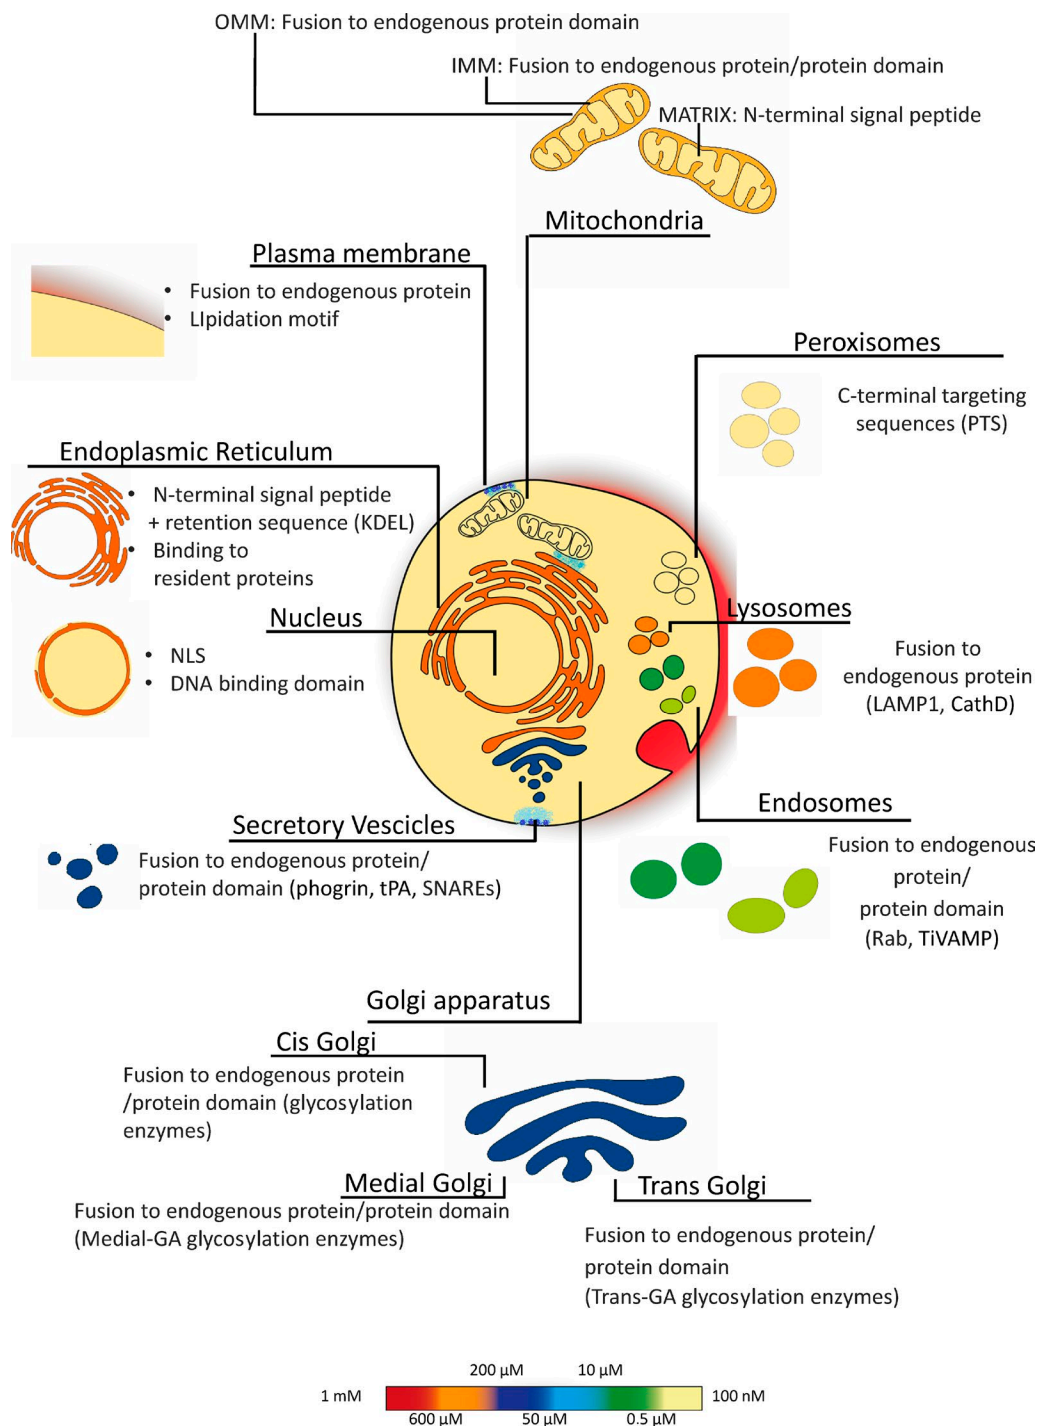 OMM: Fusion to endogenous protein domain
IMM: Fusion to endogenous protein/protein domain
MATRIX: N-terminal signal peptide
Mitochondria
Plasma membrane
• Fusion to endogenous protein
• LIpidation motif
Peroxisomes
C-terminal targeting
sequences (PTS)
Endoplasmic Reticulum
• N-terminal signal peptide
+ retention sequence (KDEL)
• Binding to
resident proteins
Nucleus
• NLS
• DNA binding domain
Lysosomes
Fusion to
endogenous protein
(LAMP1, CathD)
Endosomes
Fusion to endogenous
protein/
protein domain
(Rab, TiVAMP)
Secretory Vescicles
Fusion to endogenous protein/
protein domain (phogrin, tPA, SNAREs)
Golgi apparatus
Cis Golgi
Fusion to endogenous protein
/protein domain (glycosylation
enzymes)
Medial Golgi
Fusion to endogenous protein/protein domain
(Medial-GA glycosylation enzymes)
Trans Golgi
Fusion to endogenous protein/
protein domain
(Trans-GA glycosylation enzymes)
200 µM 10 µM
1 mM 100 nM
600 µM 50 µM 0.5 µM